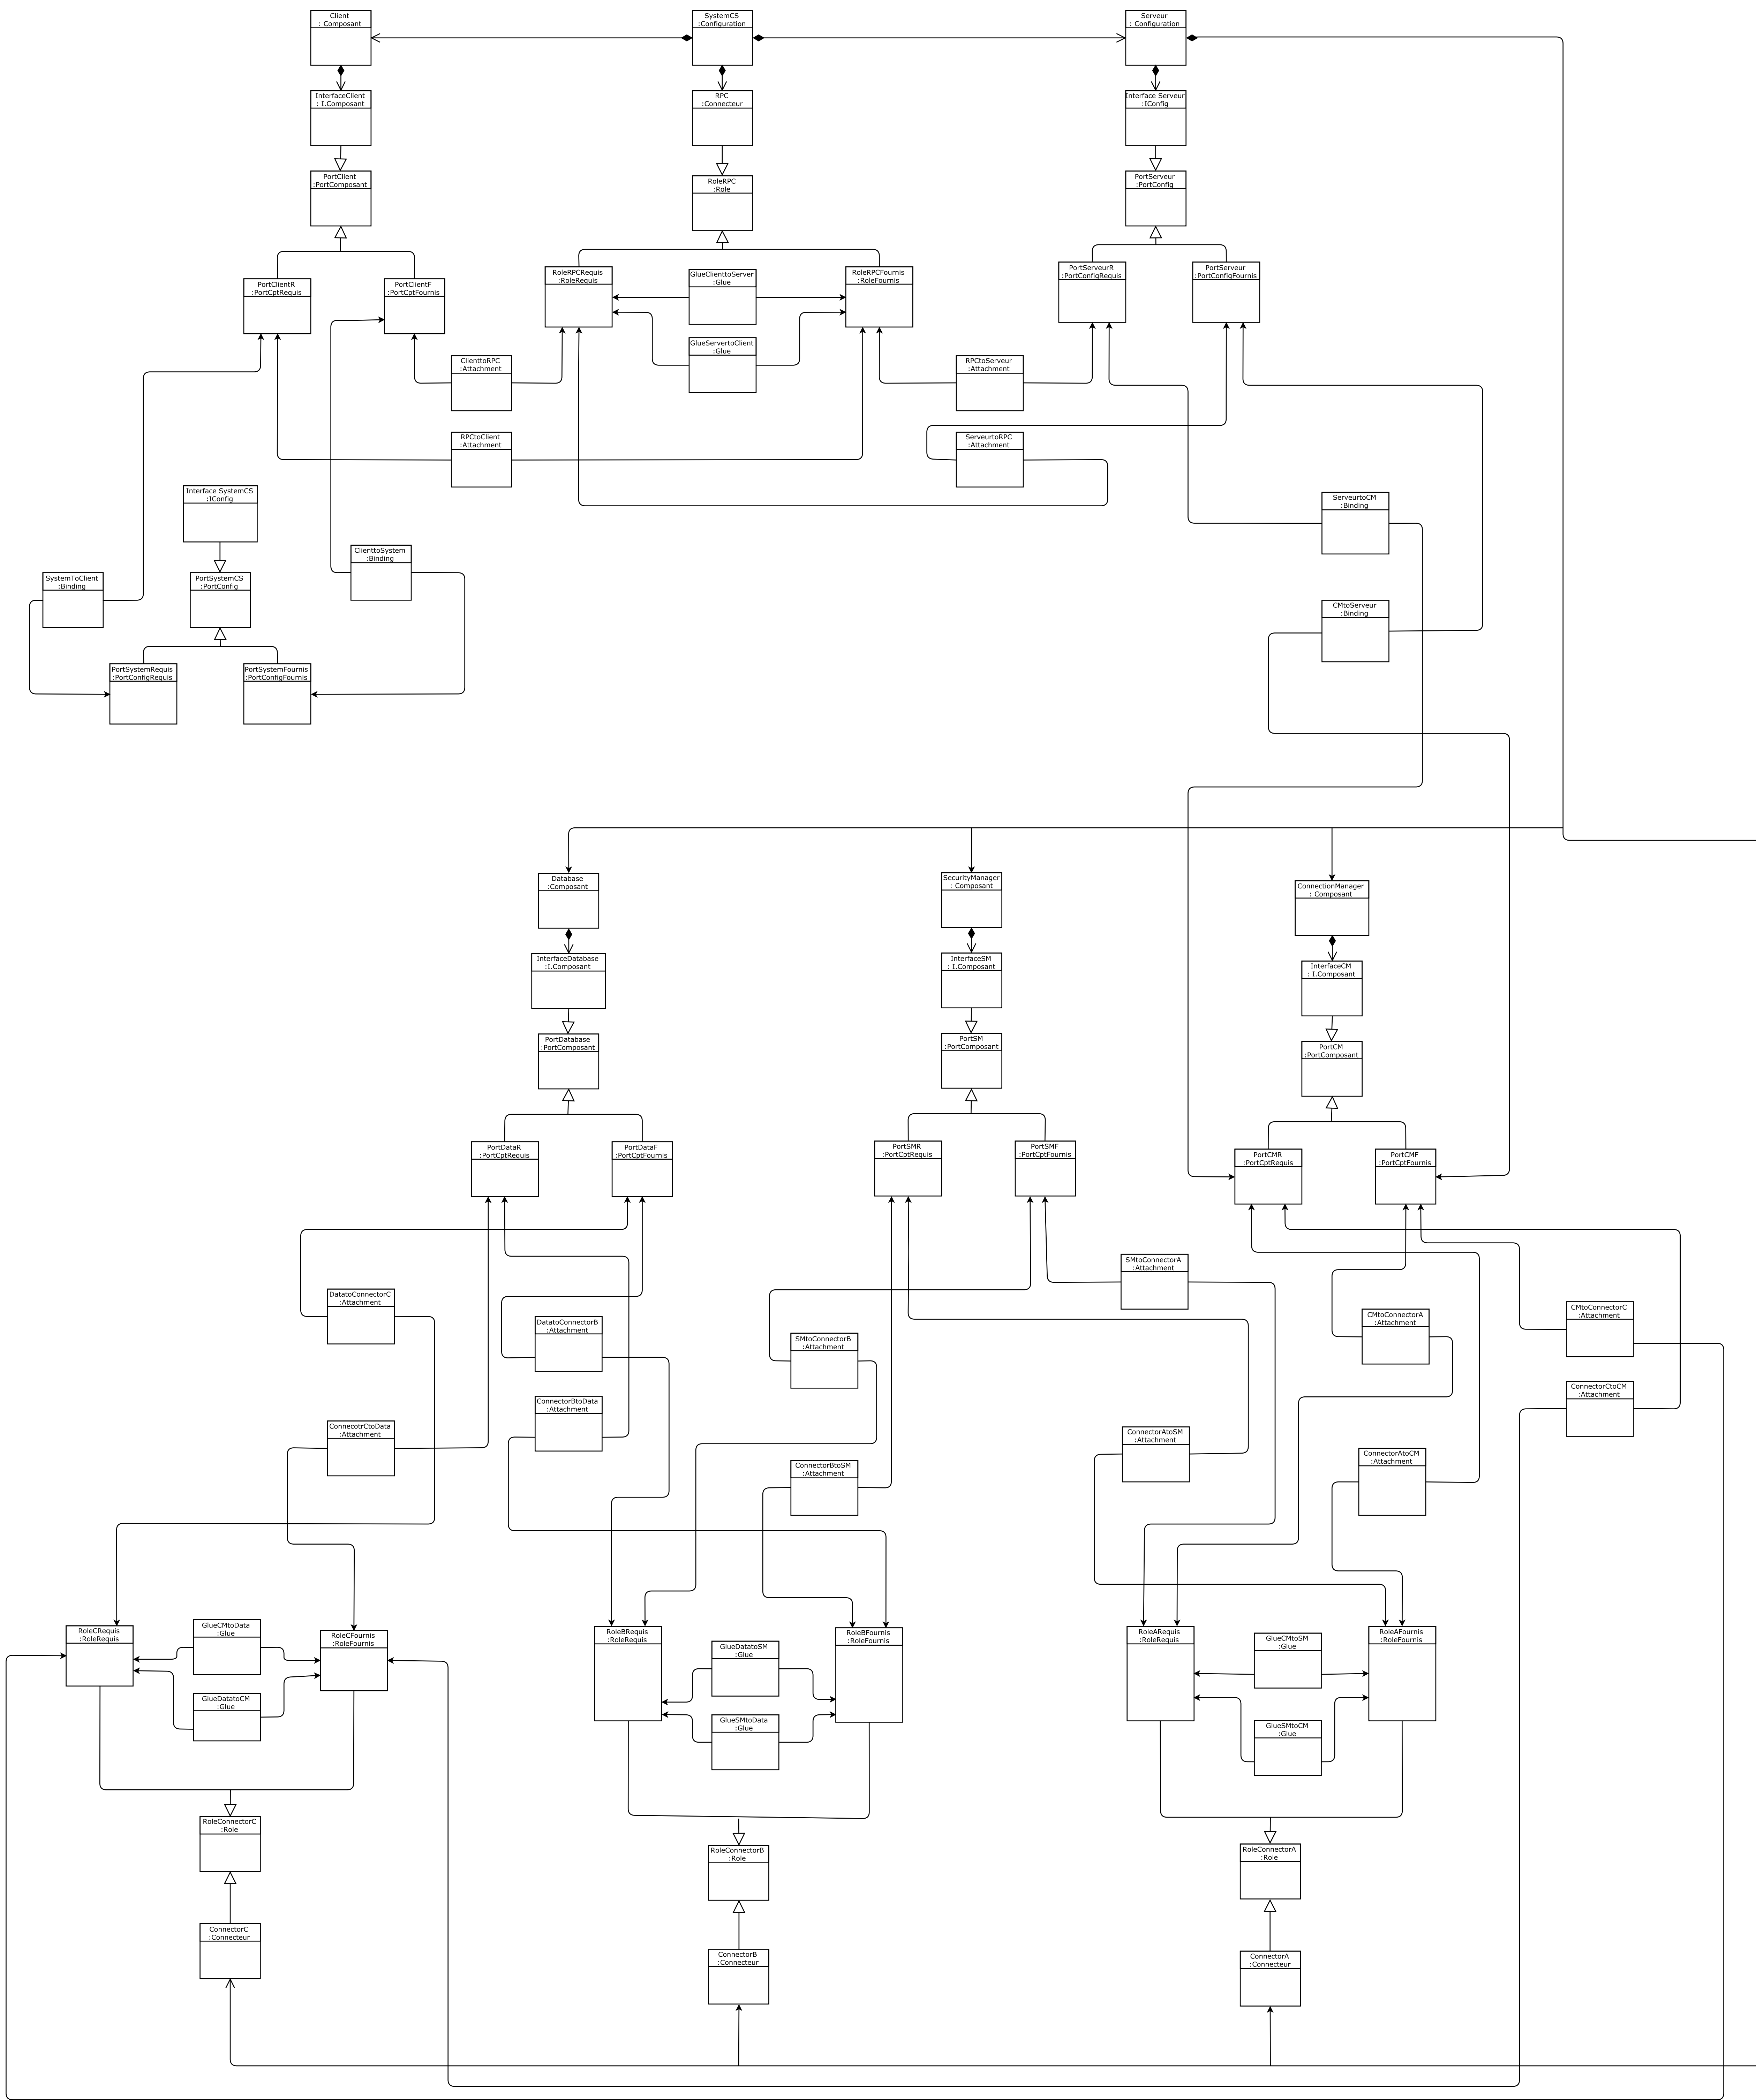 Client
: Composant
SystemCS
:Configuration
Serveur
: Configuration
InterfaceClient
: I.Composant
RPC
:Connecteur
Interface Serveur
:IConfig
PortClient
:PortComposant
RoleRPC
:Role
PortServeur
:PortConfig
PortClientR
:PortCptRequis
PortClientF
:PortCptFournis
RoleRPCRequis
:RoleRequis
GlueClienttoServer
:Glue
RoleRPCFournis
:RoleFournis
PortServeurR
:PortConfigRequis
PortServeur
:PortConfigFournis
GlueServertoClient
:Glue
ClienttoRPC
:Attachment
RPCtoServeur
:Attachment
RPCtoClient
:Attachment
ServeurtoRPC
:Attachment
Interface SystemCS
:IConfig
ServeurtoCM
:Binding
ClienttoSystem
:Binding
SystemToClient
:Binding
PortSystemCS
:PortConfig
CMtoServeur
:Binding
PortSystemRequis
:PortConfigRequis
PortSystemFournis
:PortConfigFournis
Database
:Composant
SecurityManager
: Composant
ConnectionManager
: Composant
InterfaceDatabase
:I.Composant
InterfaceSM
: I.Composant
InterfaceCM
: I.Composant
PortDatabase
:PortComposant
PortSM
:PortComposant
PortCM
:PortComposant
PortDataR
:PortCptRequis
PortDataF
:PortCptFournis
PortSMR
:PortCptRequis
PortSMF
:PortCptFournis
PortCMR
:PortCptRequis
PortCMF
:PortCptFournis
SMtoConnectorA
:Attachment
DatatoConnectorC
:Attachment
DatatoConnectorB
:Attachment
SMtoConnectorB
:Attachment
CMtoConnectorA
:Attachment
CMtoConnectorC
:Attachment
ConnectorBtoData
:Attachment
ConnectorCtoCM
:Attachment
ConnecotrCtoData
:Attachment
ConnectorBtoSM
:Attachment
ConnectorAtoSM
:Attachment
ConnectorAtoCM
:Attachment
RoleCRequis
:RoleRequis
GlueCMtoData
:Glue
RoleCFournis
:RoleFournis
RoleBRequis
:RoleRequis
GlueDatatoSM
:Glue
RoleBFournis
:RoleFournis
RoleARequis
:RoleRequis
GlueCMtoSM
:Glue
RoleAFournis
:RoleFournis
GlueDatatoCM
:Glue
GlueSMtoData
:Glue
GlueSMtoCM
:Glue
RoleConnectorC
:Role
RoleConnectorB
:Role
RoleConnectorA
:Role
ConnectorC
:Connecteur
ConnectorB
:Connecteur
ConnectorA
:Connecteur